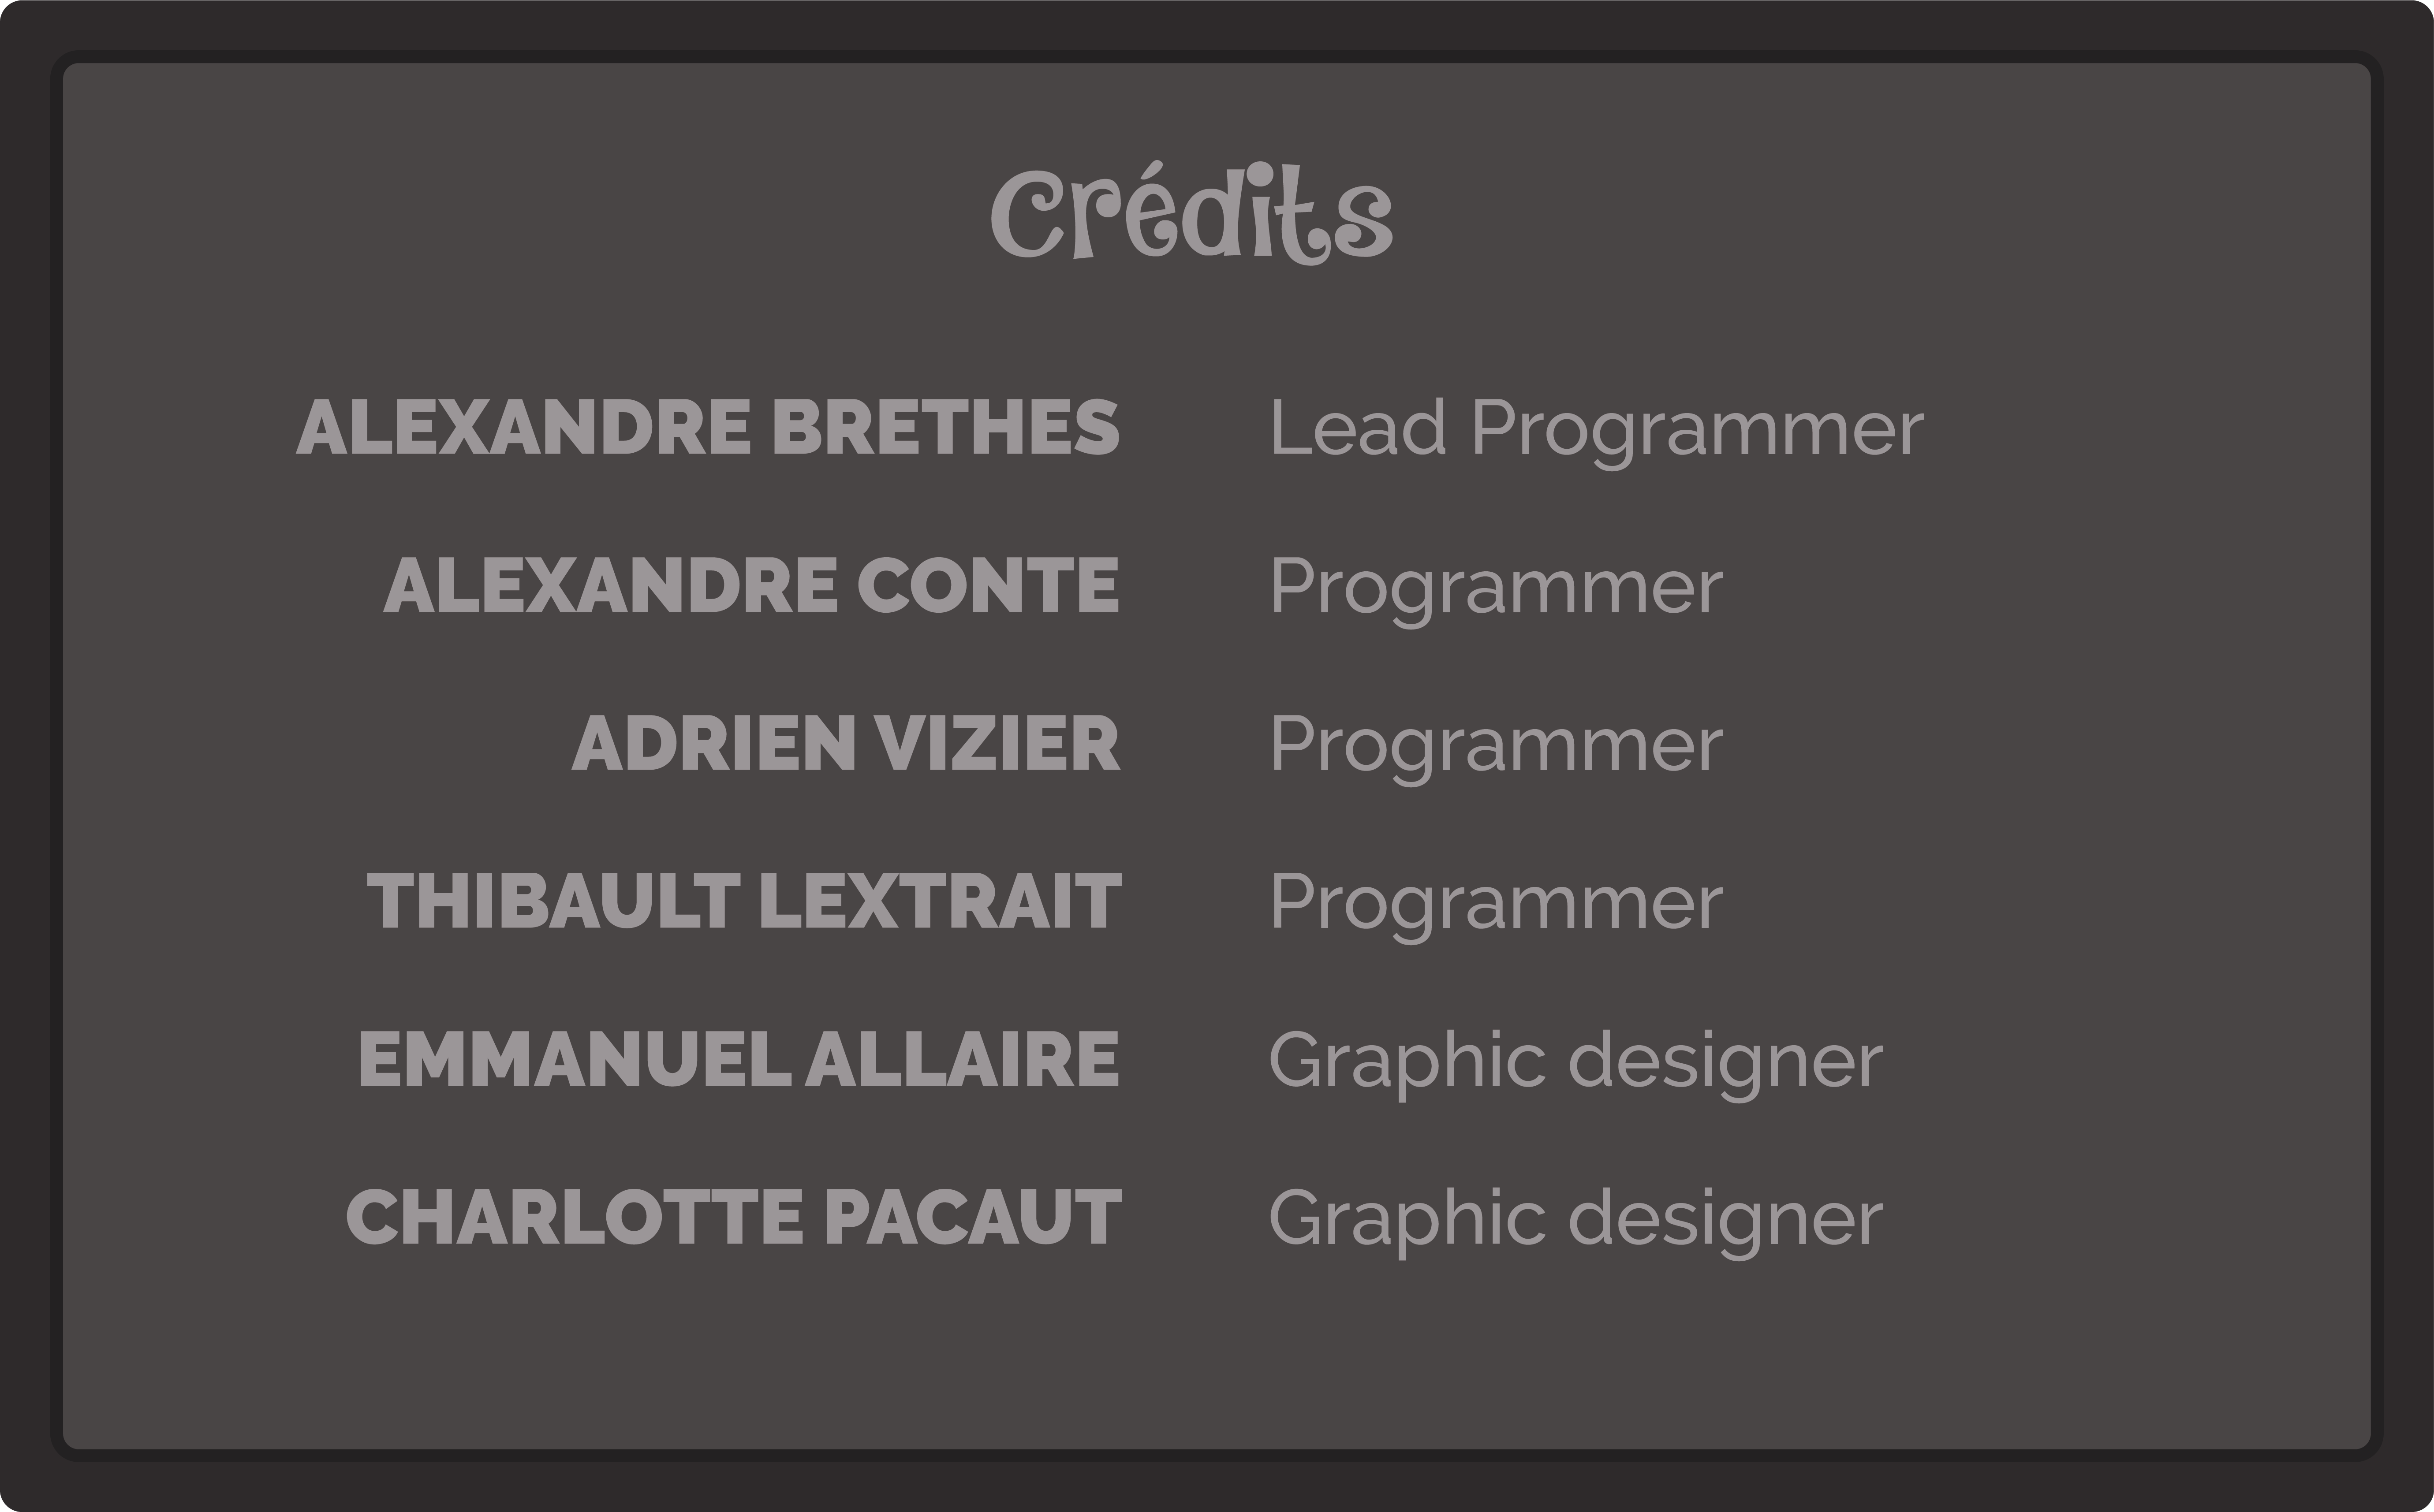 Crédits
ALEXANDRE BRETHES Lead Programmer
ALEXANDRE CONTE Programmer
ADRIEN VIZIER Programmer
THIBAULT LEXTRAIT Programmer
EMMANUEL ALLAIRE Graphic designer
CHARLOTTE PACAUT Graphic designer